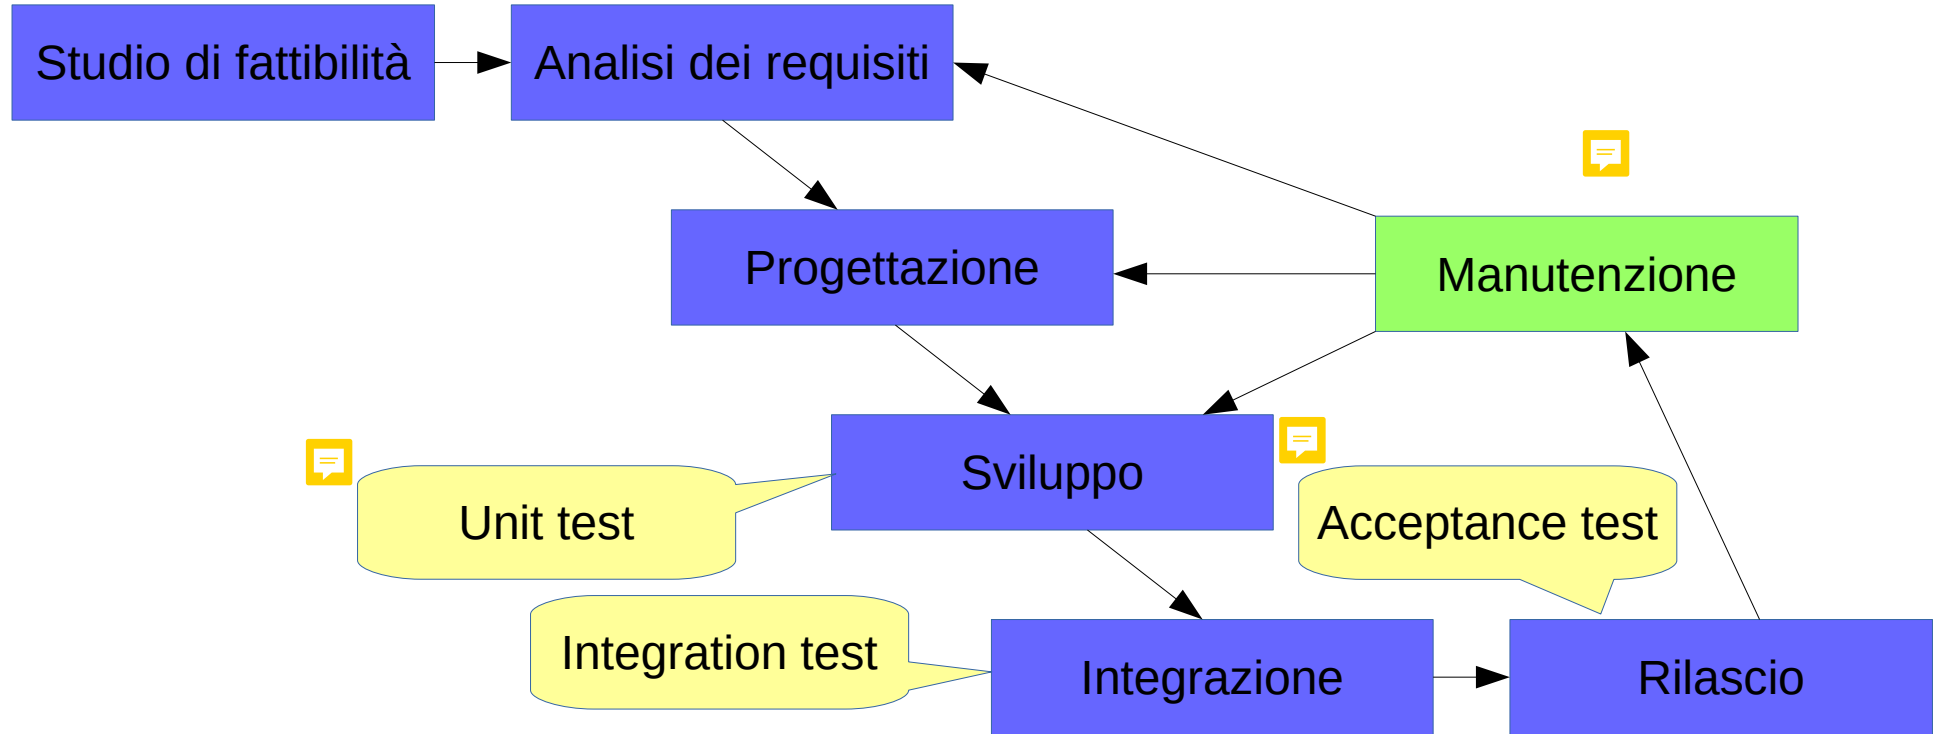 Studio di fattibilità
Analisi dei requisiti
Progettazione
Manutenzione
Sviluppo
Unit test
Acceptance test
Integration test
Integrazione
Rilascio